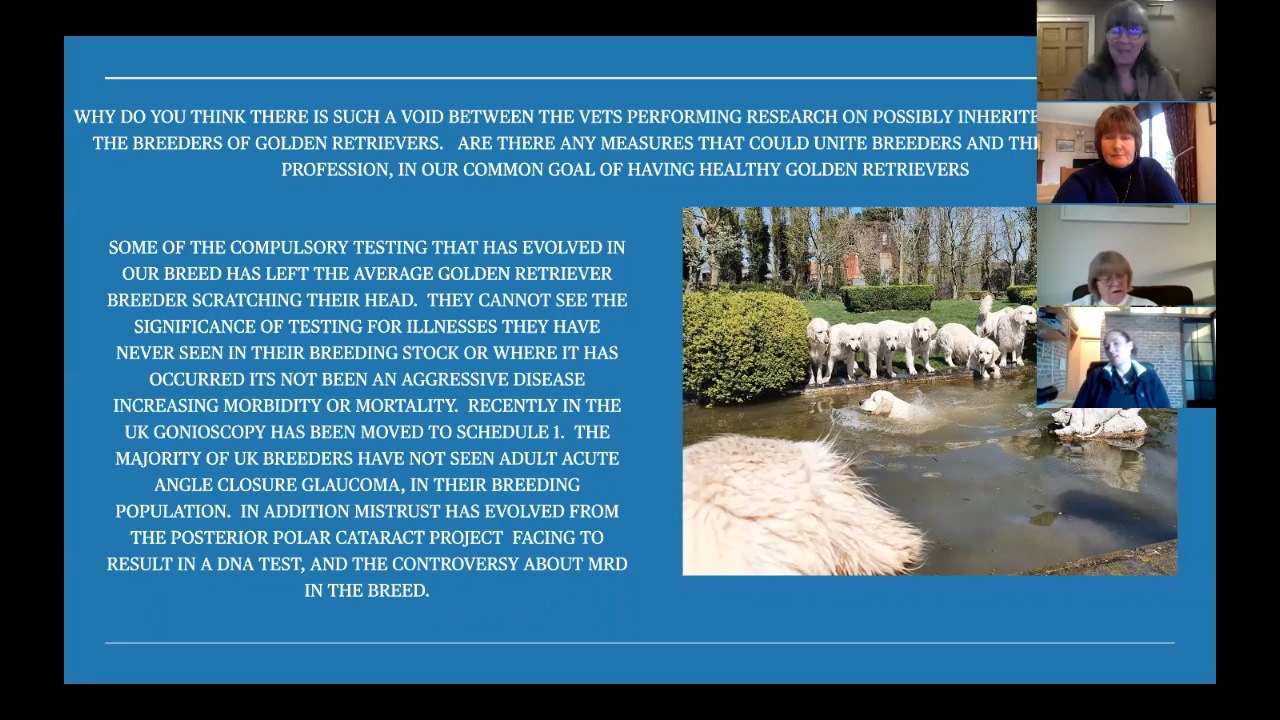 WHY DO YOU THINK THERE IS SUCH A VOID BETWEEN THE VETS PERFORMING RESEARCH ON POSSIBLY
THE BREEDERS OF GOLDEN RETRIEVERS. ARE THERE ANY MEASURES THAT COULD UNITE BREEDERS AND
PROFESSION, IN OUR COMMON GOAL OF HAVING HEALTHY GOLDEN RETRIEVERS
SOME OF THE COMPULSORY TESTING THAT HAS EVOLVED IN
OUR BREED HAS LEFT THE AVERAGE GOLDEN RETRIEVER
BREEDER SCRATCHING THEIR HEAD. THEY CANNOT SEE THE
SIGNIFICANCE OF TESTING FOR ILLNESSES THEY HAVE
NEVER SEEN IN THEIR BREEDING STOCK OR WHERE IT HAS
OCCURRED ITS NOT BEEN AN AGGRESSIVE DISEASE
INCREASING MORBIDITY OR MORTALITY. RECENTLY IN THE
UK GONIOSCOPY HAS BEEN MOVED TO SCHEDULE 1. THE
MAJORITY OF UK BREEDERS HAVE NOT SEEN ADULT ACUTE
ANGLE CLOSURE GLAUCOMA, IN THEIR BREEDING
POPULATION. IN ADDITION MISTRUST HAS EVOLVED FROM
THE POSTERIOR POLAR CATARACT PROJECT FACING TO
RESULT IN A DNA TEST, AND THE CONTROVERSY ABOUT MRD
IN THE BREED.